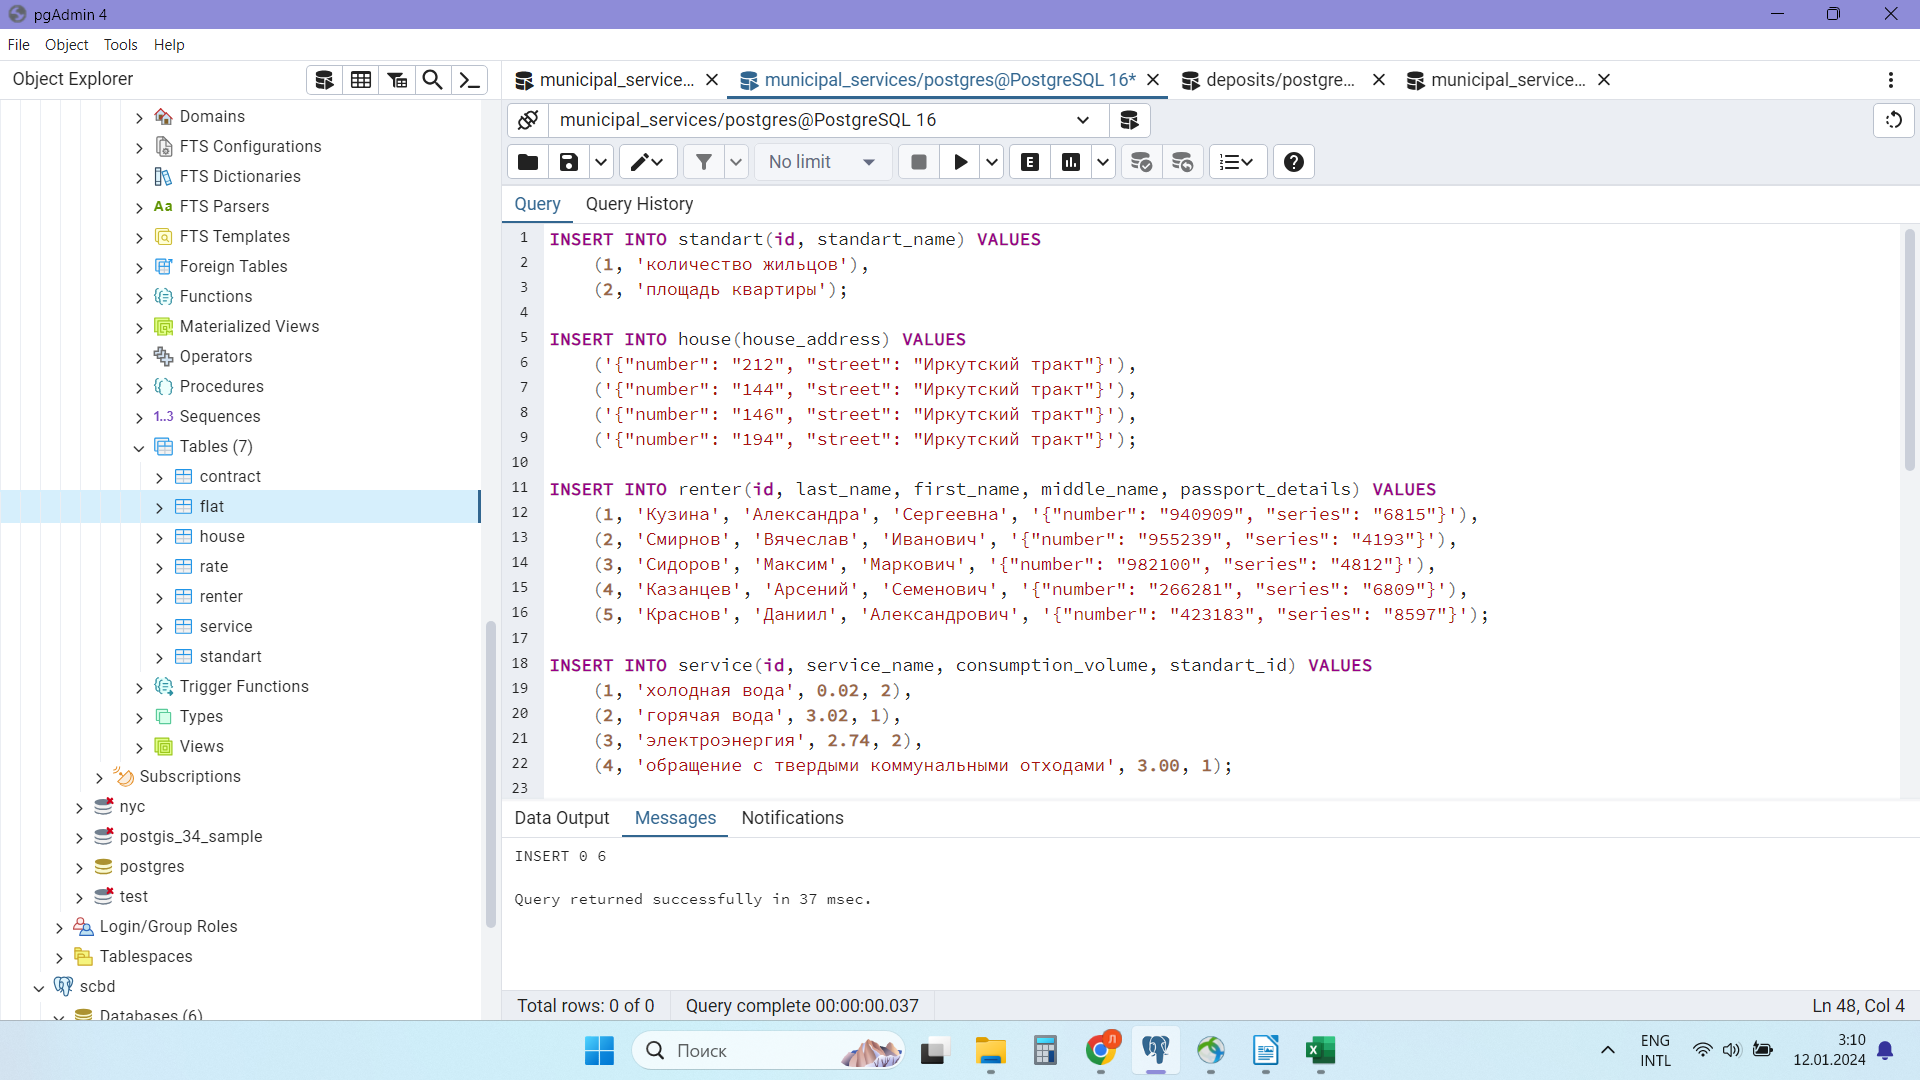 pgAdmin 4
File Object Tools Help
Object Explorer
Domains
FTS Configurations
FTS Dictionaries
Aa FTS Parsers
FTS Templates
Foreign Tables
Functions
Materialized Views
Operators
Procedures
1..3 Sequences
Tables (7)
contract
flat
house
rate
renter
service
standart
Trigger Functions
Types
Views
Subscriptions
nyc
postgis_34_sample
postgres
test
Login/Group Roles
Tablespaces
scbd
Databases (6)
municipal_service... municipal_services/postgres@PostgreSQL 16* deposits/postgre... municipal_service...
municipal_services/postgres@PostgreSQL 16
No limit E
Query Query History
1 INSERT INTO standart(id, standart_name) VALUES
2 (1, 'количество жильцов'),
3 (2, 'площадь квартиры');
4
5 INSERT INTO house(house_address) VALUES
6 ('{"number": "212", "street": "Иркутский тракт"}'),
7 ('{"number": "144", "street": "Иркутский тракт"}'),
8 ('{"number": "146", "street": "Иркутский тракт"}'),
9 ('{"number": "194", "street": "Иркутский тракт"}');
10
11 INSERT INTO renter(id, last_name, first_name, middle_name, passport_details) VALUES
12 (1, 'Кузина', 'Александра', 'Сергеевна', '{"number": "940909", "series": "6815"}'),
13 (2, 'Смирнов', 'Вячеслав', 'Иванович', '{"number": "955239", "series": "4193"}'),
14 (3, 'Сидоров', 'Максим', 'Маркович', '{"number": "982100", "series": "4812"}'),
15 (4, 'Казанцев', 'Арсений', 'Семенович', '{"number": "266281", "series": "6809"}'),
16 (5, 'Краснов', 'Даниил', 'Александрович', '{"number": "423183", "series": "8597"}');
17
18 INSERT INTO service(id, service_name, consumption_volume, standart_id) VALUES
19 (1, 'холодная вода', 0.02, 2),
20 (2, 'горячая вода', 3.02, 1),
21 (3, 'электроэнергия', 2.74, 2),
22 (4, 'обращение с твердыми коммунальными отходами', 3.00, 1);
23
Data Output Messages Notifications
INSERT 0 6
Query returned successfully in 37 msec.
Total rows: 0 of 0 Query complete 00:00:00.037 Ln 48, Col 4
Поиск
Л
ENG
INTL
3:10
12.01.2024